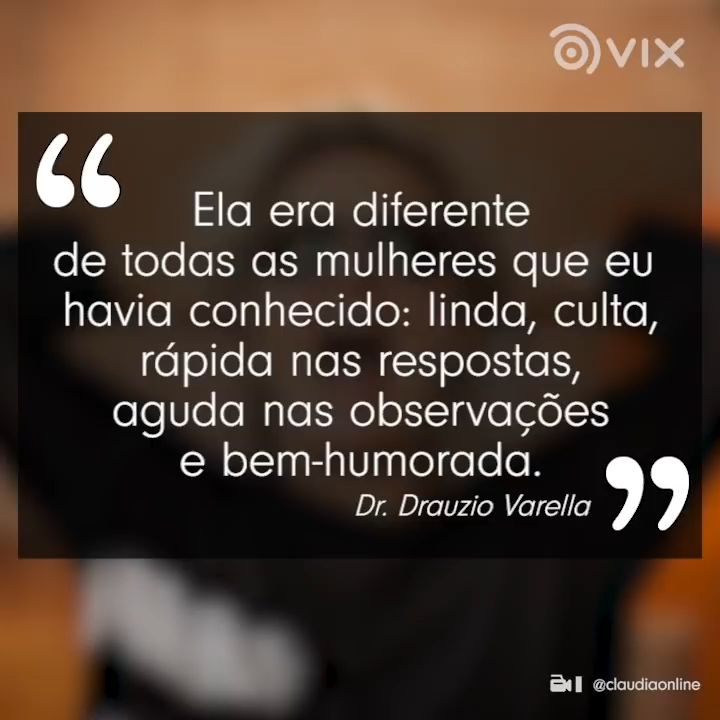 VIX
“
Ela era diferente
de todas as mulheres que eu
havia conhecido: linda, culta,
rápida nas respostas,
aguda nas observações
e bem-humorada.
Dr. Drauzio Varella
”
@claudiaonline